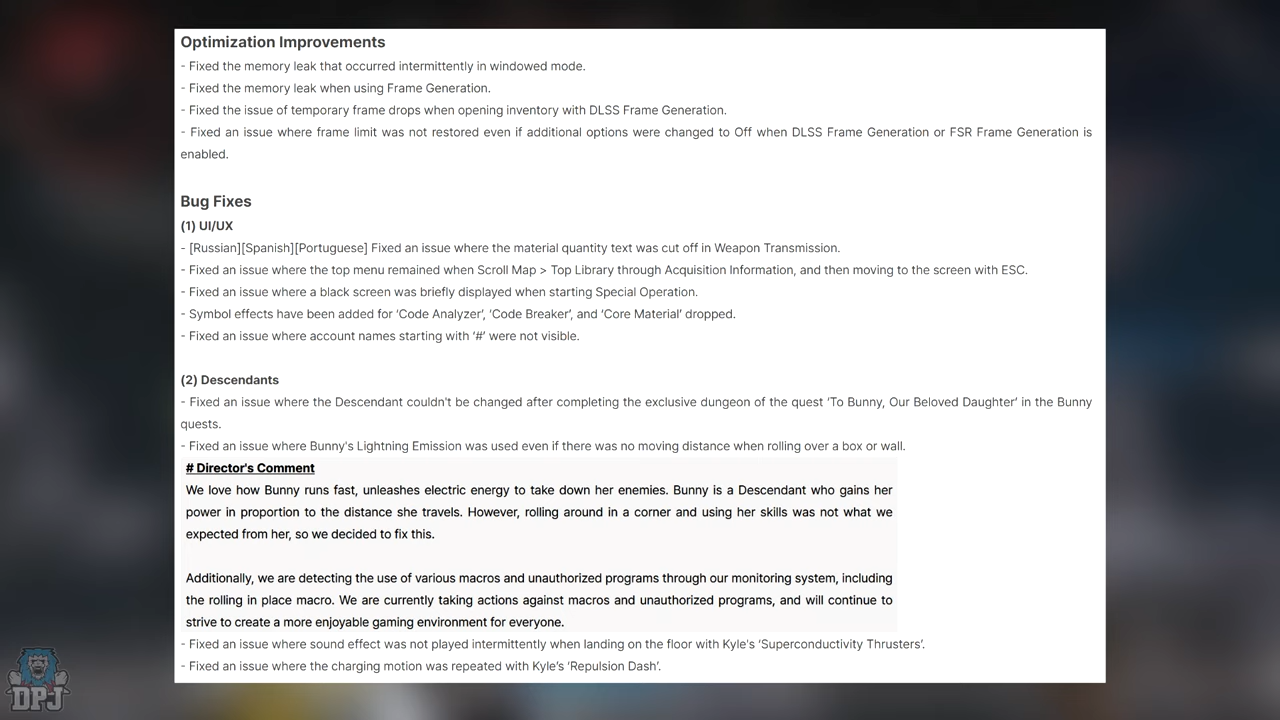 Optimization Improvements
- Fixed the memory leak that occurred intermittently in windowed mode.
- Fixed the memory leak when using Frame Generation.
- Fixed the issue of temporary frame drops when opening inventory with DLSS Frame Generation.
- Fixed an issue where frame limit was not restored even if additional options were changed to Off when DLSS Frame Generation or FSR Frame Generation is
enabled.
Bug Fixes
(1) UI/UX
- [Russian][Spanish][Portuguese] Fixed an issue where the material quantity text was cut off in Weapon Transmission.
- Fixed an issue where the top menu remained when Scroll Map > Top Library through Acquisition Information, and then moving to the screen with ESC.
- Fixed an issue where a black screen was briefly displayed when starting Special Operation.
- Symbol effects have been added for ‘Code Analyzer’, ‘Code Breaker’, and ‘Core Material’ dropped.
- Fixed an issue where account names starting with ‘#’ were not visible.
(2) Descendants
- Fixed an issue where the Descendant couldn't be changed after completing the exclusive dungeon of the quest ‘To Bunny, Our Beloved Daughter’ in the Bunny
quests.
- Fixed an issue where Bunny's Lightning Emission was used even if there was no moving distance when rolling over a box or wall.
# Director's Comment
We love how Bunny runs fast, unleashes electric energy to take down her enemies. Bunny is a Descendant who gains her
power in proportion to the distance she travels. However, rolling around in a corner and using her skills was not what we
expected from her, so we decided to fix this.
Additionally, we are detecting the use of various macros and unauthorized programs through our monitoring system, including
the rolling in place macro. We are currently taking actions against macros and unauthorized programs, and will continue to
strive to create a more enjoyable gaming environment for everyone.
- Fixed an issue where sound effect was not played intermittently when landing on the floor with Kyle's ‘Superconductivity Thrusters’.
- Fixed an issue where the charging motion was repeated with Kyle's ‘Repulsion Dash’.
DPJ